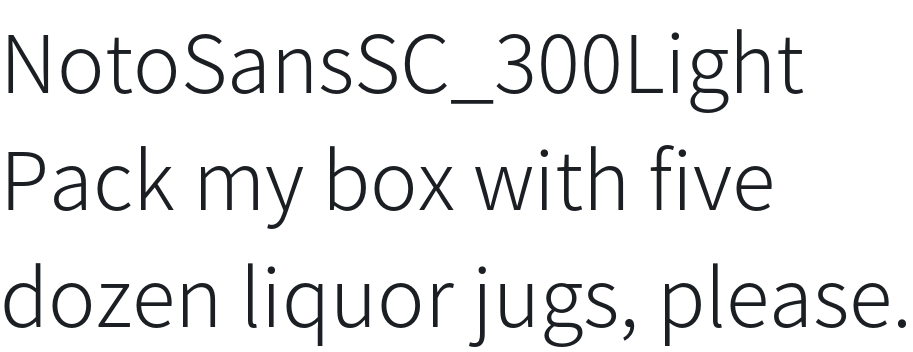 NotoSansSC_300Light
Pack my box with five
dozen liquor jugs, please.